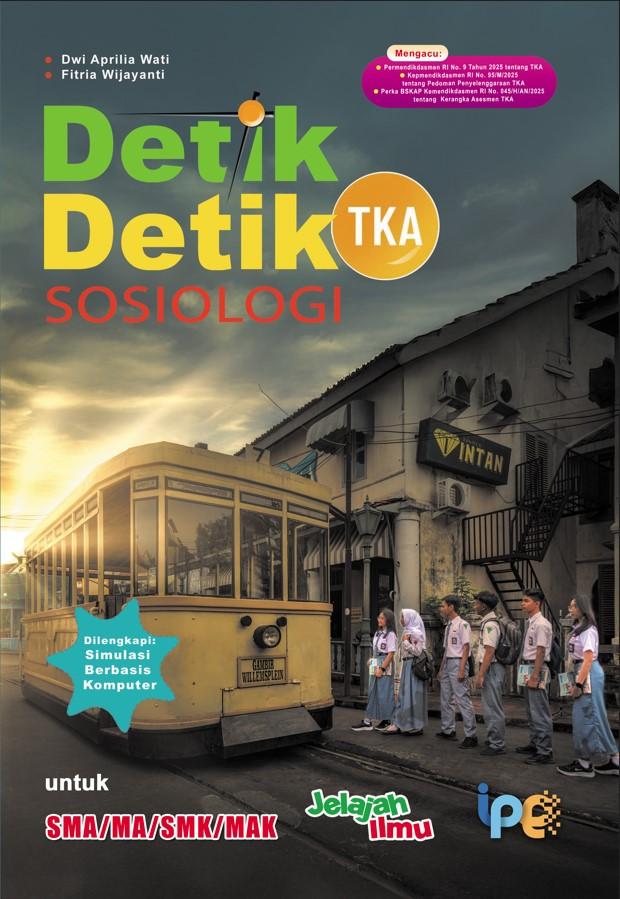 Dwi Aprilia Wati
Fitria Wijayanti
Mengacu:
Permendikdasmen RI No. 9 Tahun 2025 tentang TKA
Kepmendikdasmen RI No. 95/M/2025
tentang Pedoman Penyelenggaraan TKA
Perka BSKAP Kemendikdasmen RI No. 045/H/AN/2025
tentang Kerangka Asesmen TKA
Detik
Detik
TKA
SOSIOLOGI
INTAN
GAMBIR
WILLEMSPLEIN
Dilengkapi:
Simulasi
Berbasis
Komputer
untuk
SMA/MA/SMK/MAK
Jelajah
Ilmu
ipe